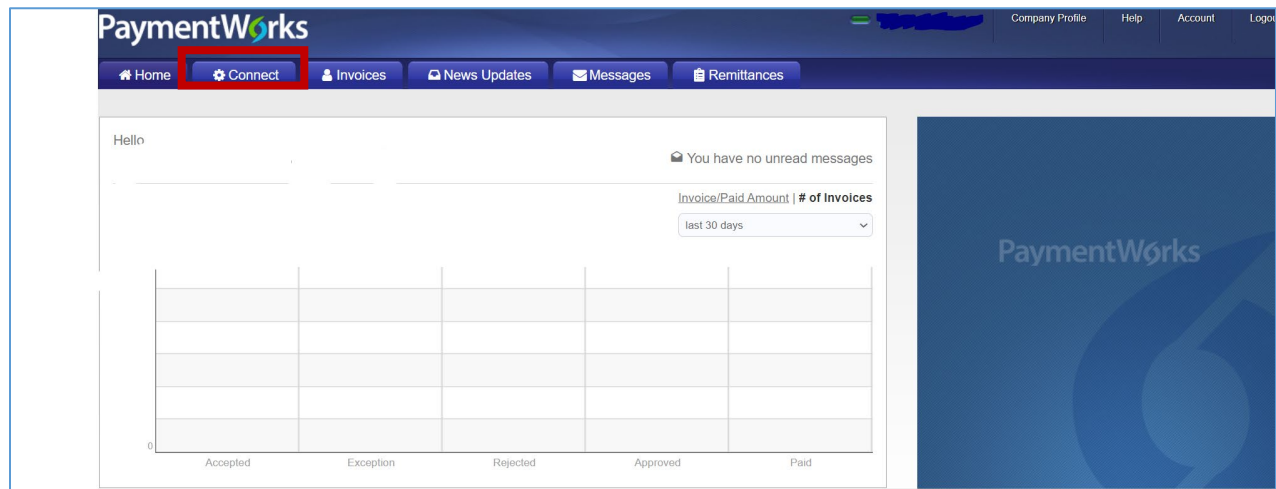 PaymentWorks
Company Profile Help Account Logou
Home Connect Invoices News Updates Messages Remittances
Hello
You have no unread messages
Invoice/Paid Amount | # of Invoices
last 30 days
PaymentWorks
0
Accepted Exception Rejected Approved Paid